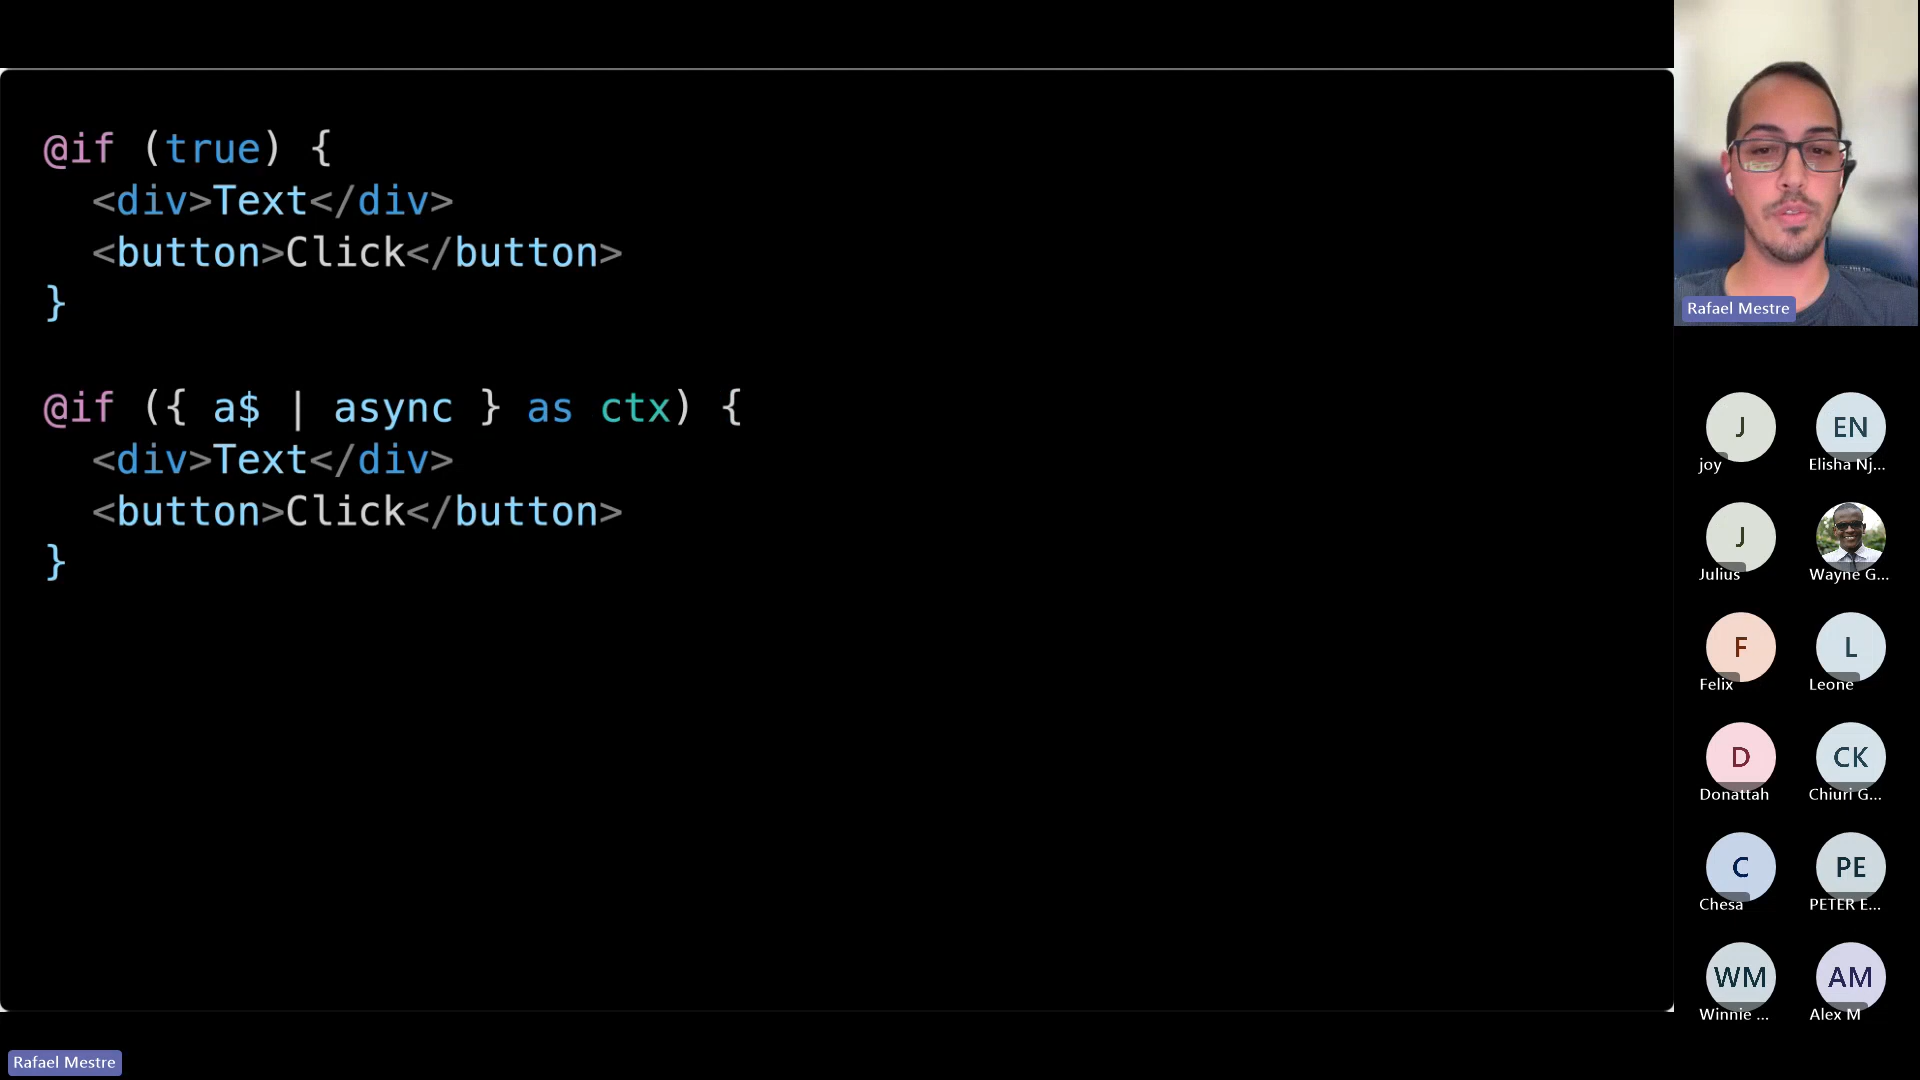 @if (true) {
<div>Text</div>
<button>Click</button>
}
@if ({ a$ | async } as ctx) {
<div>Text</div>
<button>Click</button>
}
Rafael Mestre
J
joy
EN
Elisha Nj...
J
Julius
Wayne G...
F
Felix
L
Leone
D
Donattah
CK
Chiuri G...
C
Chesa
PE
PETER E...
WM
Winnie ...
AM
Alex M
Rafael Mestre